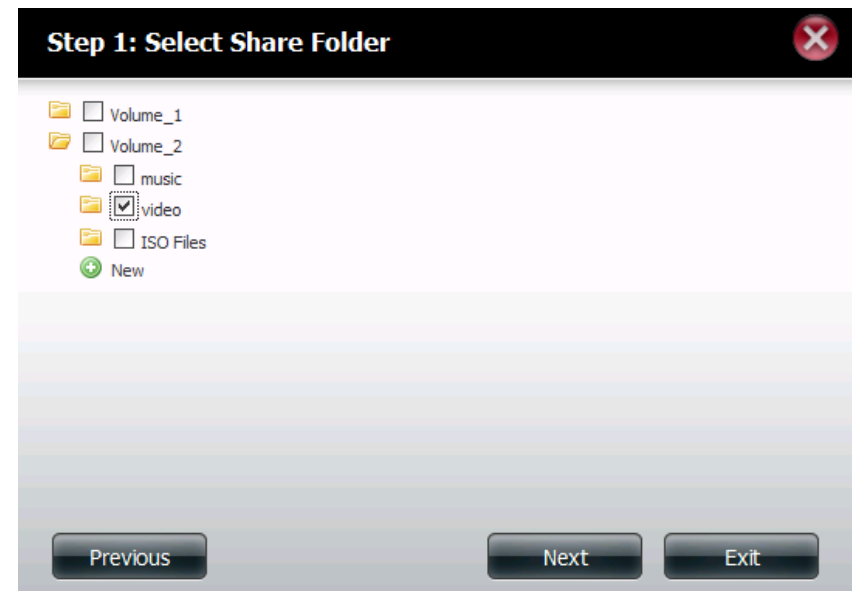 Step 1: Select Share Folder
Volume_1
Volume_2
music
video
ISO Files
New
Previous Next Exit